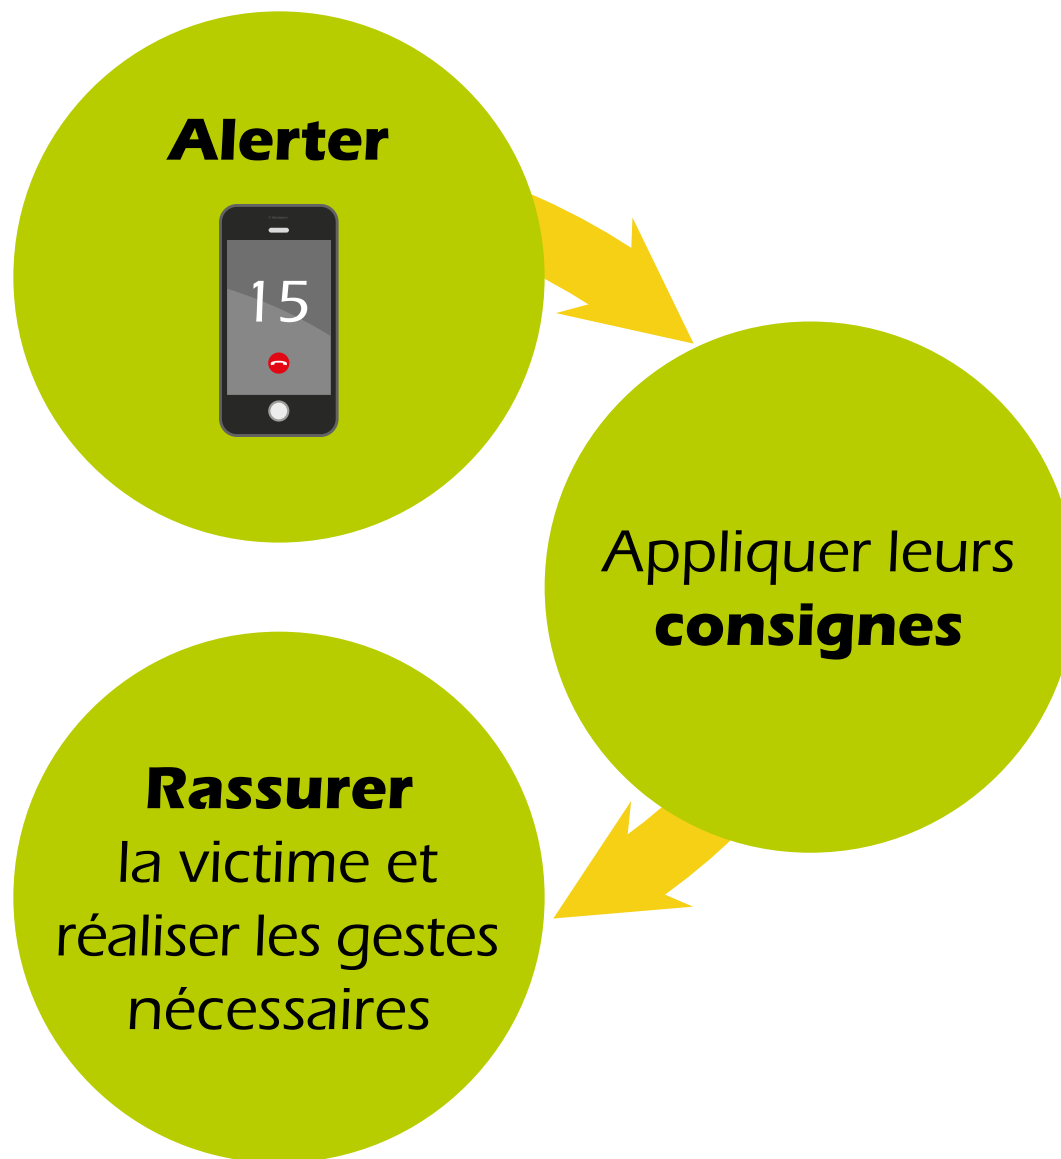 Alerter
15
Appliquer leurs
consignes
Rassurer
la victime et
réaliser les gestes
nécessaires